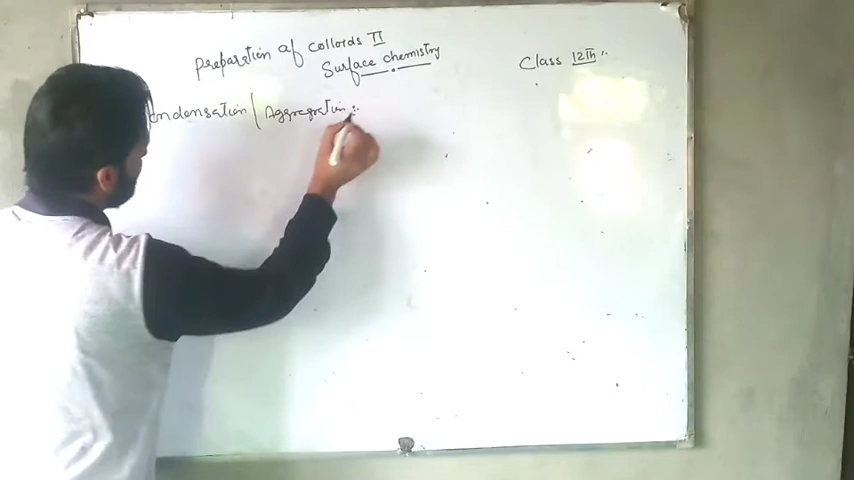 Preparation of Colloids II
Surface chemistry
Class 12th
ondensation / Aggregation :-